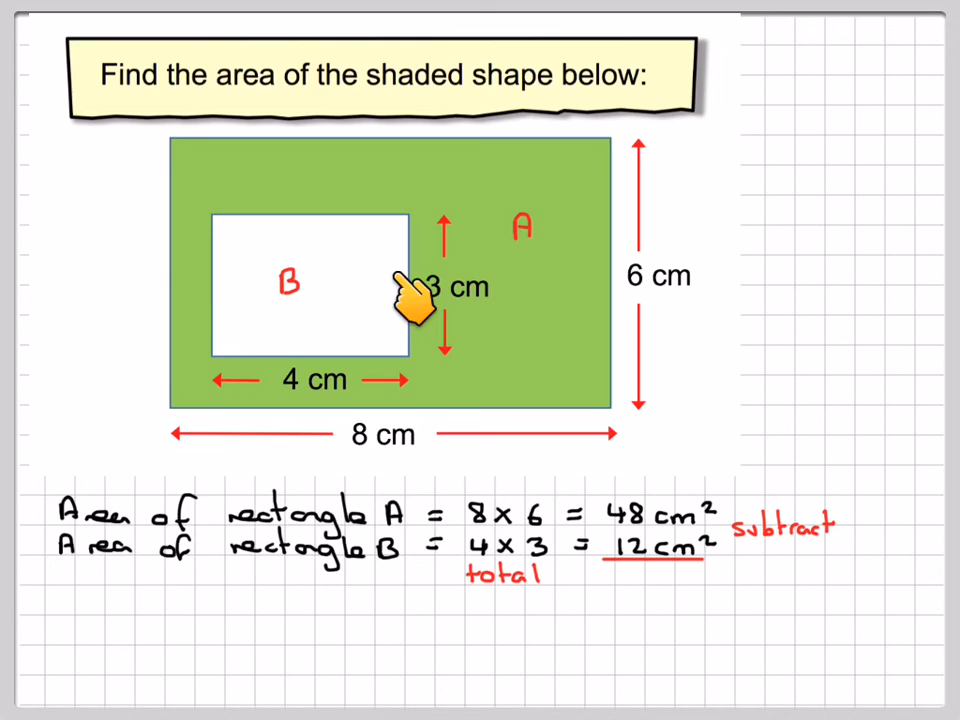 Find the area of the shaded shape below:
A
B
3 cm
6 cm
4 cm
8 cm
Area of rectangle A = 8 x 6 = 48 cm²
subtract
Area of rectangle B = 4 x 3 = 12 cm²
total